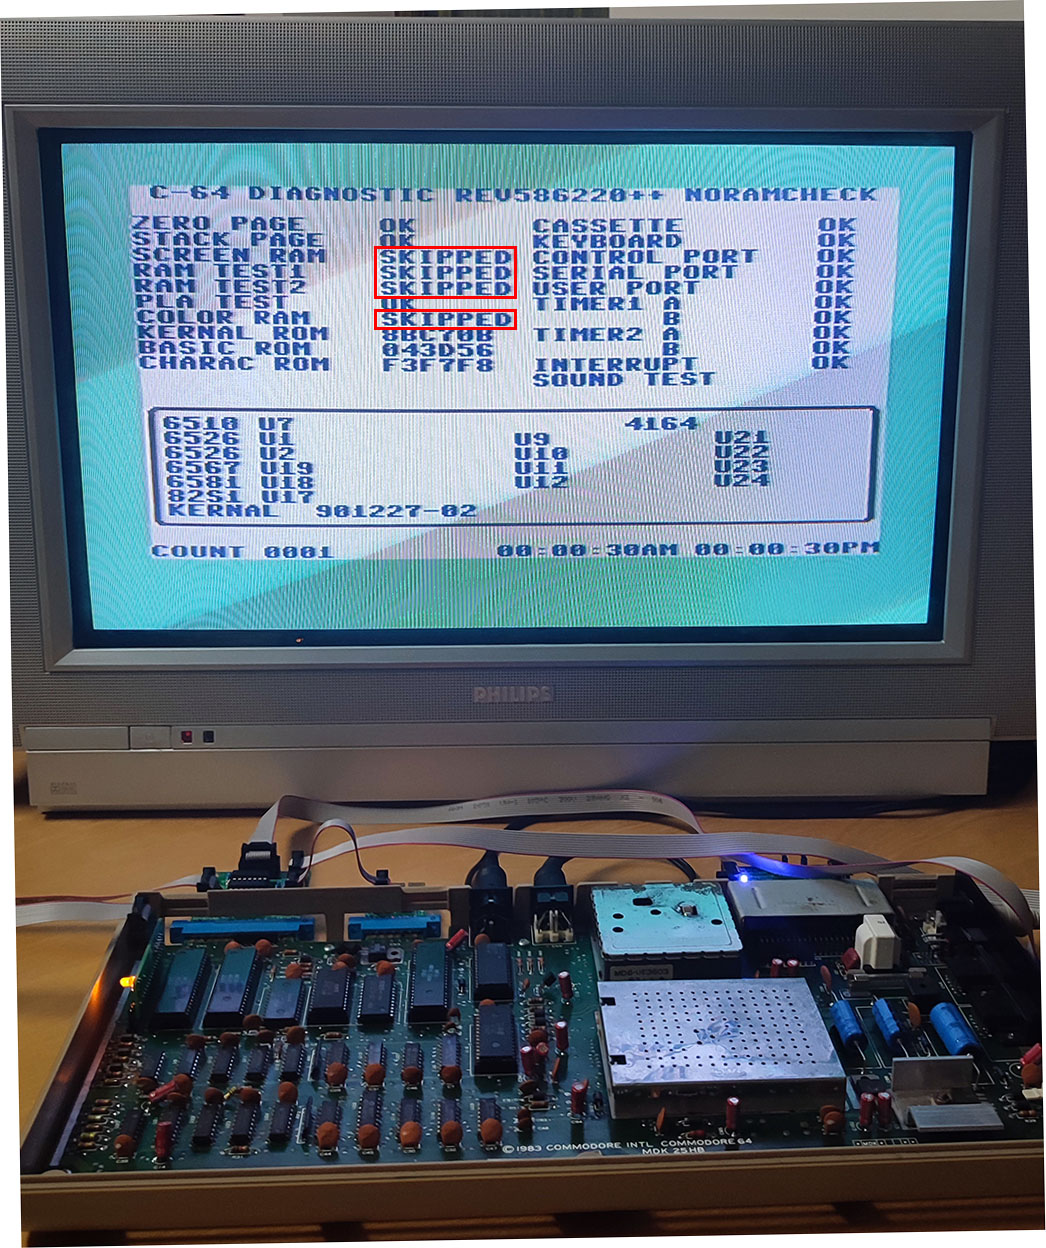 C-64 DIAGNOSTIC REV586220++ NORAMCHECK
ZERO PAGE OK CASSETTE OK
STACK PAGE OK KEYBOARD OK
SCREEN RAM SKIPPED CONTROL PORT OK
RAM TEST1 SKIPPED SERIAL PORT OK
RAM TEST2 SKIPPED USER PORT OK
PLA TEST OK TIMER1 A OK
COLOR RAM SKIPPED B OK
KERNAL ROM 8BC70B TIMER2 A OK
BASIC ROM 043D56 B OK
CHARAC ROM F3F7F8 INTERRUPT OK
SOUND TEST
6510 U7 4164
6526 U1 U9 U21
6526 U2 U10 U22
6567 U19 U11 U23
6581 U18 U12 U24
82S1 U17
KERNAL 901227-02
COUNT 0001 00:00:30AM 00:00:30PM
PHILIPS
©1983 COMMODORE INTL COMMODORE 64
MDK 25HB